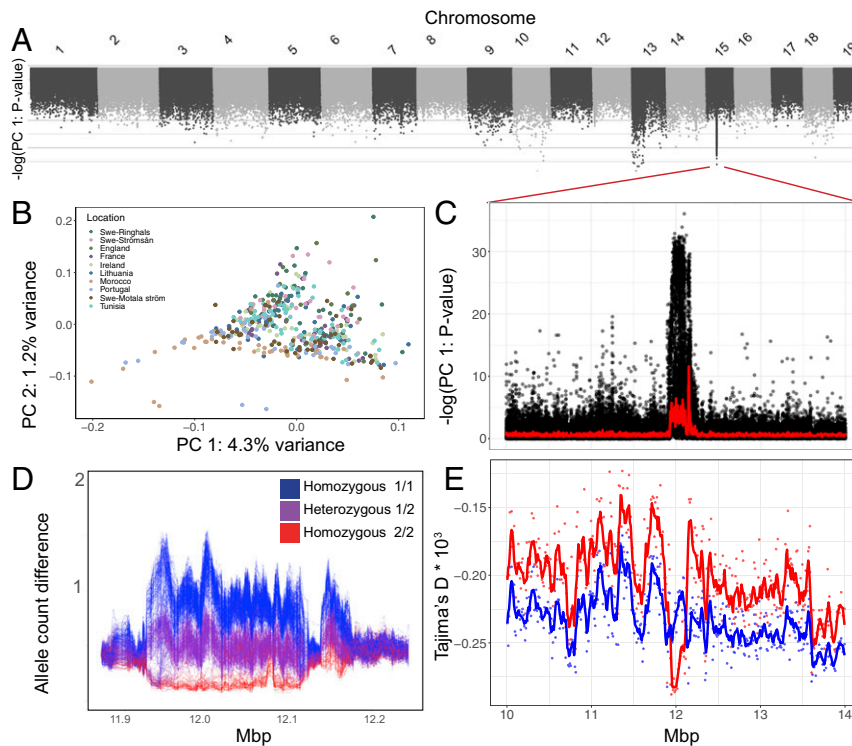 Chromosome
A
1 2 3 4 5 6 7 8 9 10 11 12 13 14 15 16 17 18 19
-log(PC 1: P-value)
B
0.2
0.1
0.0
−0.1
−0.2 −0.1 0.0 0.1
PC 2: 1.2% variance
PC 1: 4.3% variance
Location
Swe-Ringhals
Swe-Strömsån
England
France
Ireland
Lithuania
Morocco
Portugal
Swe-Motala ström
Tunisia
C
30
20
10
0
-log(PC 1: P-value)
D
2
1
Allele count difference
Homozygous 1/1
Heterozygous 1/2
Homozygous 2/2
11.9 12.0 12.1 12.2
Mbp
E
−0.15
−0.20
−0.25
Tajima's D * 10³
10 11 12 13 14
Mbp